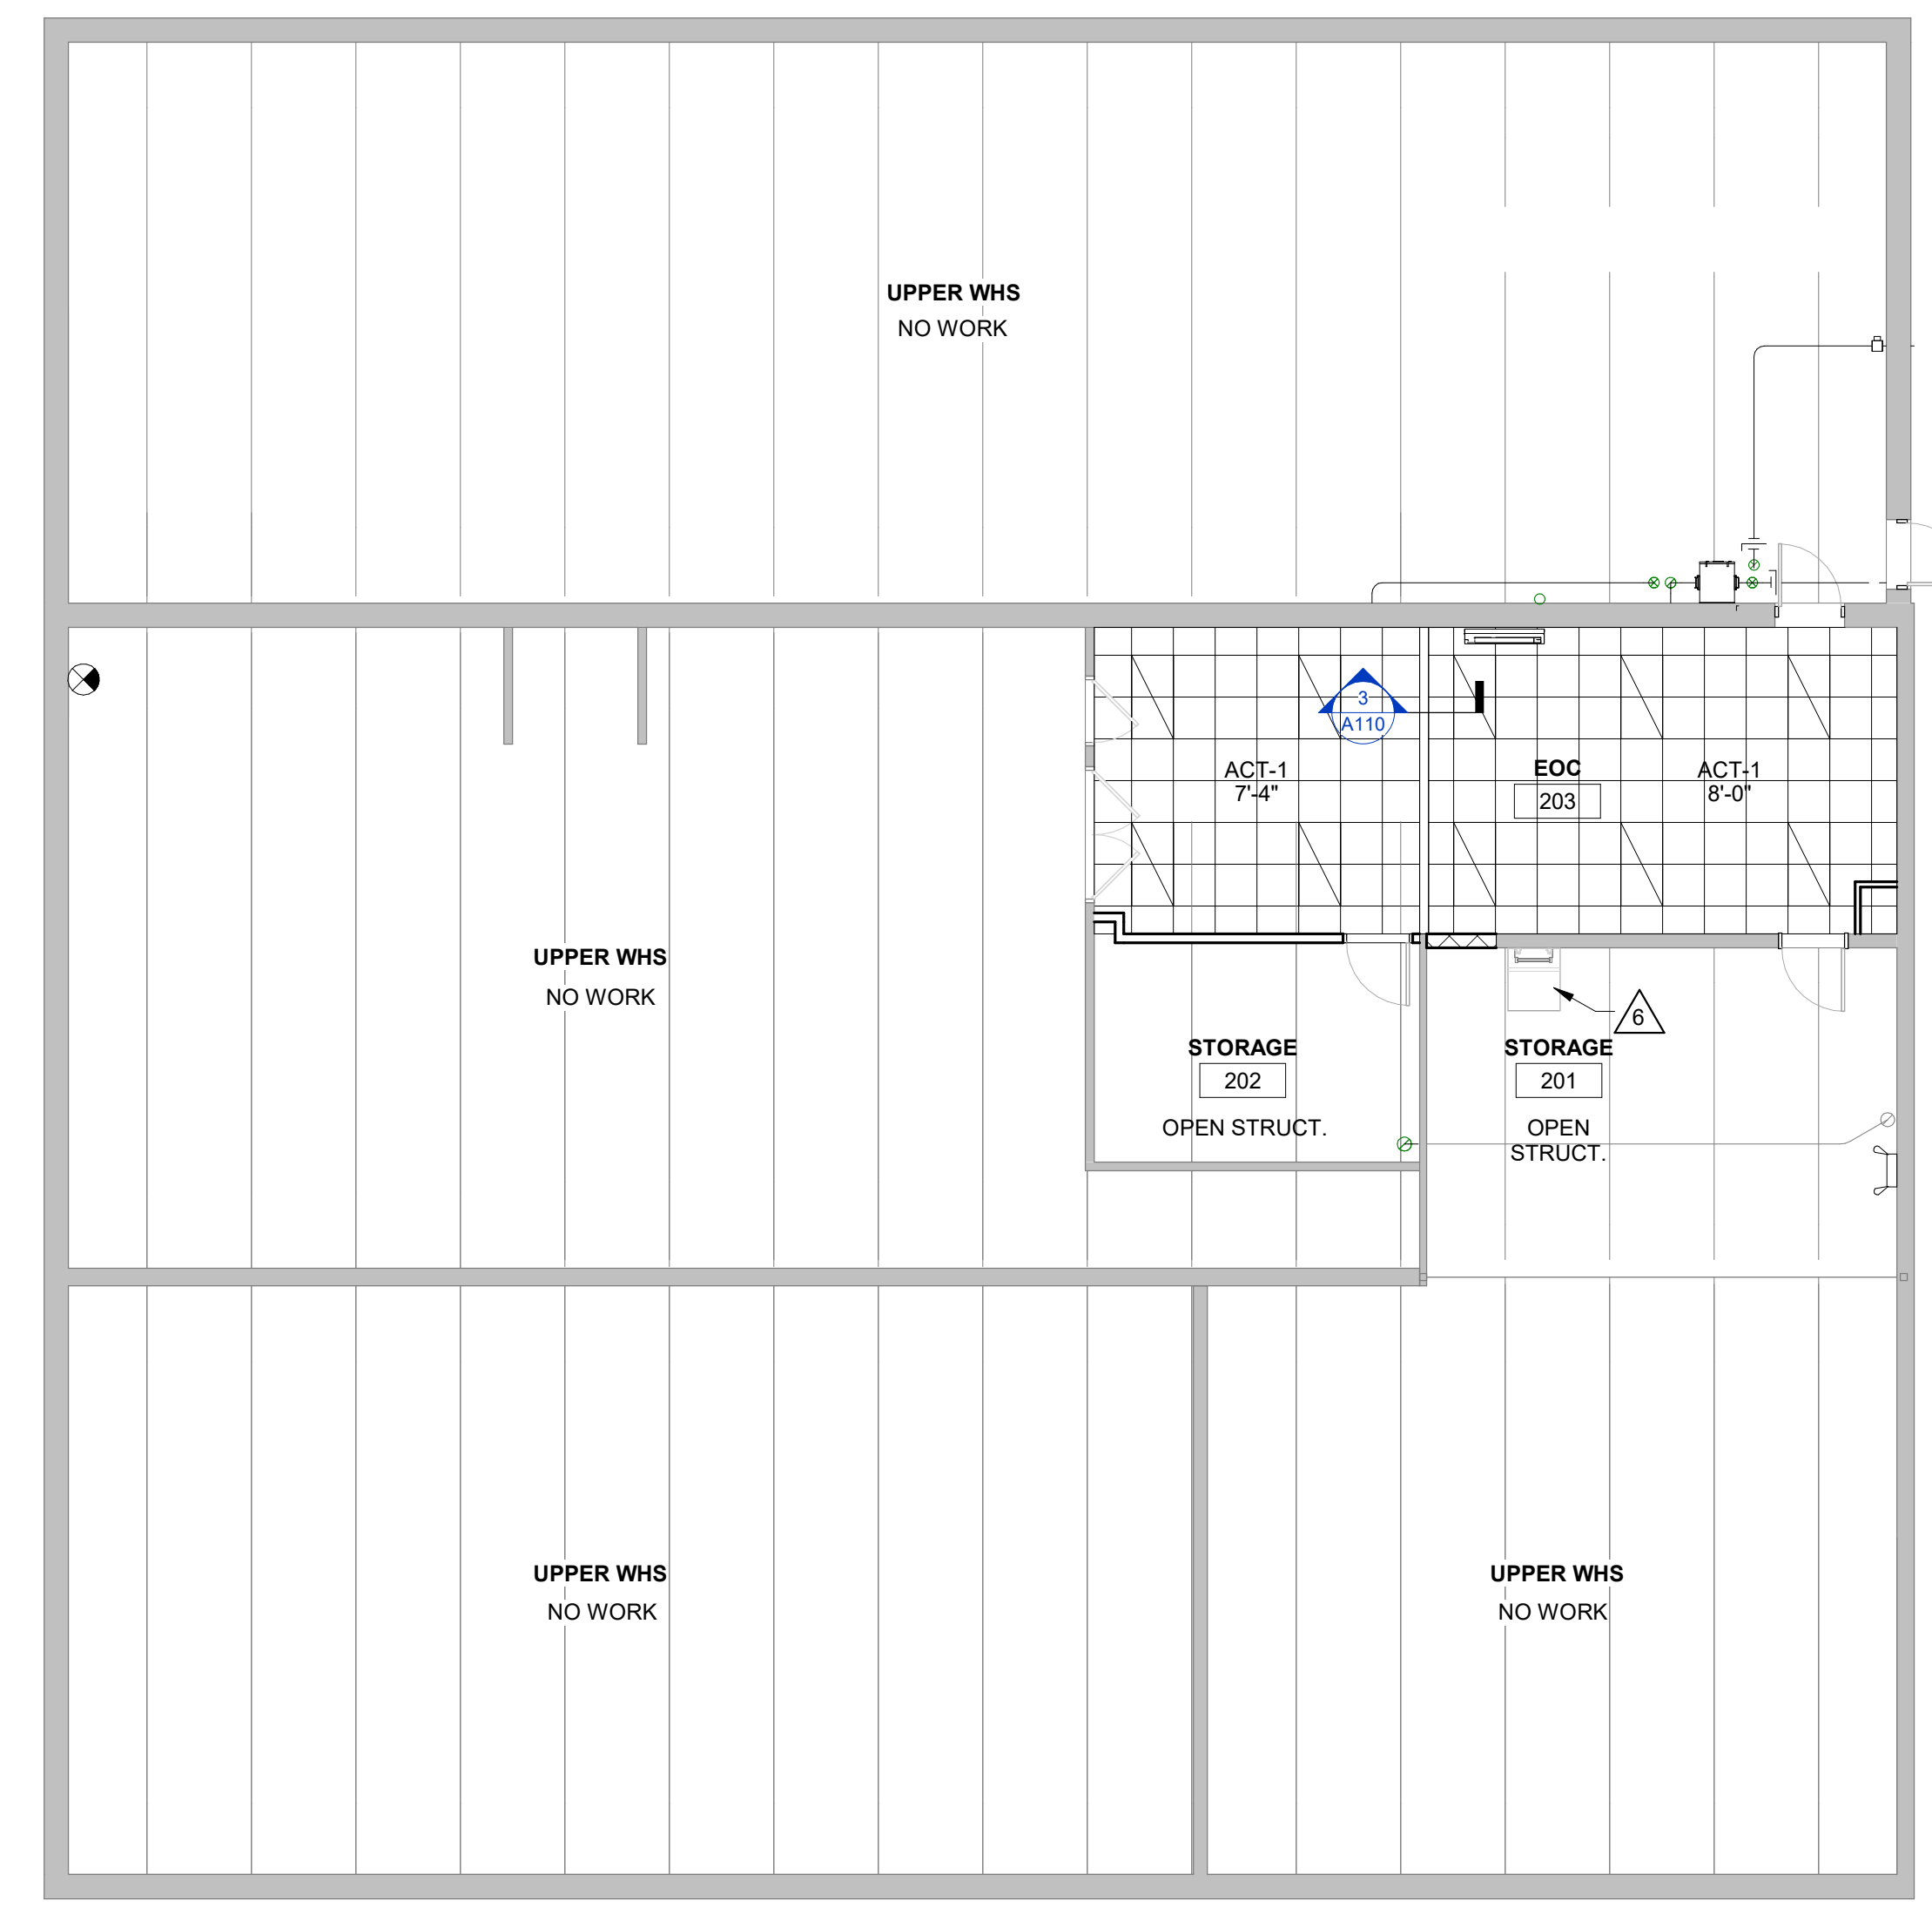 UPPER WHS
NO WORK
3
A110
ACT-1
7'-4"
EOC
203
ACT-1
8'-0"
UPPER WHS
NO WORK
6
STORAGE
202
OPEN STRUCT.
STORAGE
201
OPEN
STRUCT.
UPPER WHS
NO WORK
UPPER WHS
NO WORK